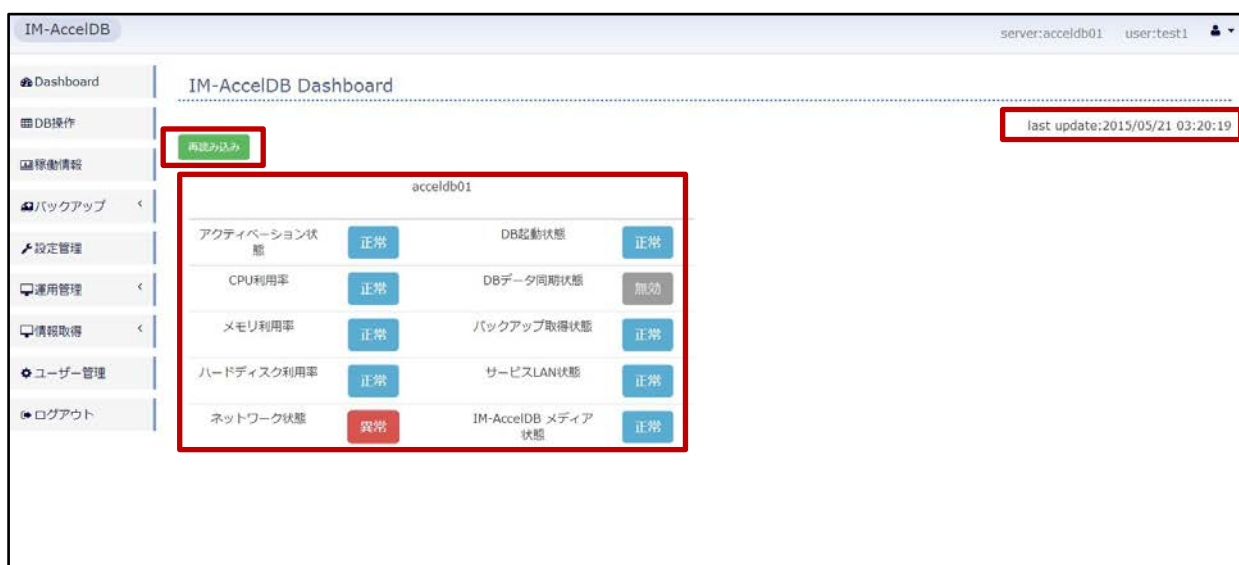 IM-AccelDB
server:acceldb01 user:test1
Dashboard
DB操作
稼働情報
バックアップ
設定管理
運用管理
情報取得
ユーザー管理
ログアウト
IM-AccelDB Dashboard
last update:2015/05/21 03:20:19
再読み込み
acceldb01
アクティベーション状
態
正常
DB起動状態
正常
CPU利用率
正常
DBデータ同期状態
無効
メモリ利用率
正常
バックアップ取得状態
正常
ハードディスク利用率
正常
サービスLAN状態
正常
ネットワーク状態
異常
IM-AccelDB メディア
状態
正常